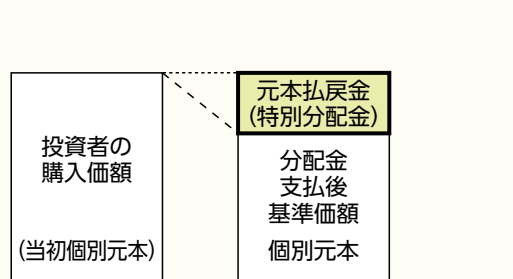 投資者の
購入価額
(当初個別元本)
元本払戻金
(特別分配金)
分配金
支払後
基準価額
個別元本